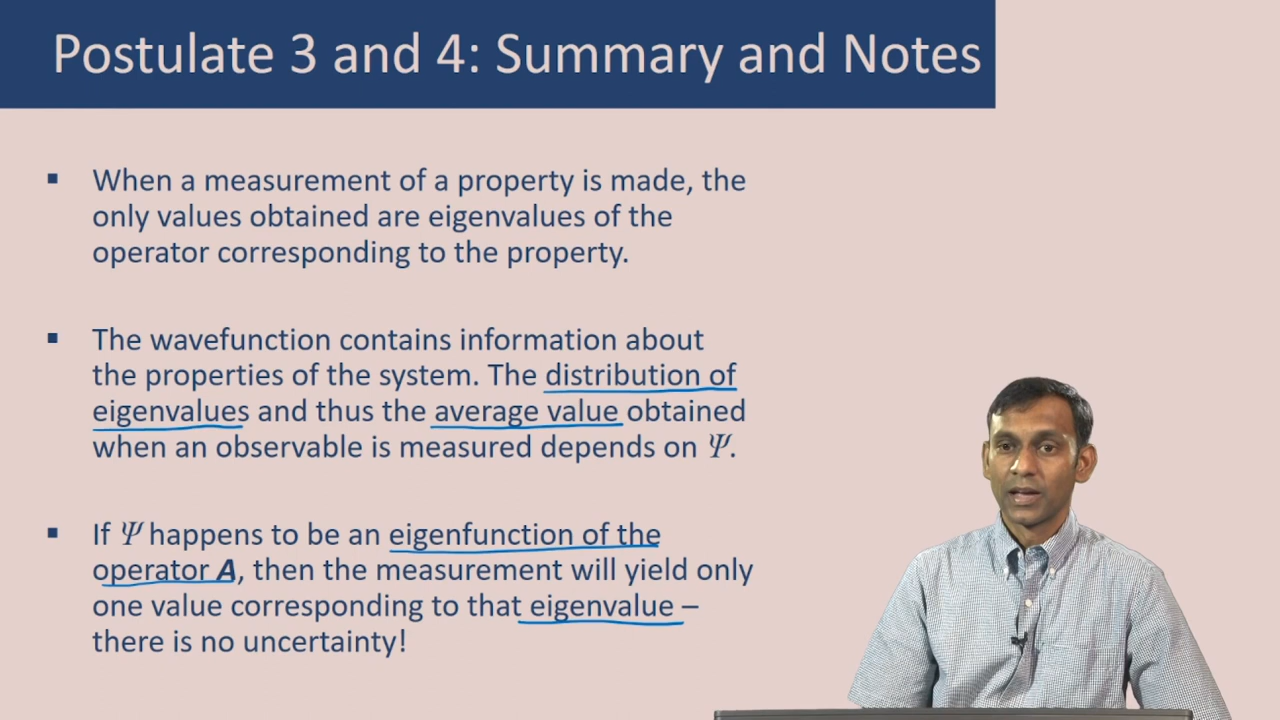 Postulate 3 and 4: Summary and Notes
▪ When a measurement of a property is made, the
only values obtained are eigenvalues of the
operator corresponding to the property.
▪ The wavefunction contains information about
the properties of the system. The distribution of
eigenvalues and thus the average value obtained
when an observable is measured depends on Ψ.
▪ If Ψ happens to be an eigenfunction of the
operator A, then the measurement will yield only
one value corresponding to that eigenvalue –
there is no uncertainty!